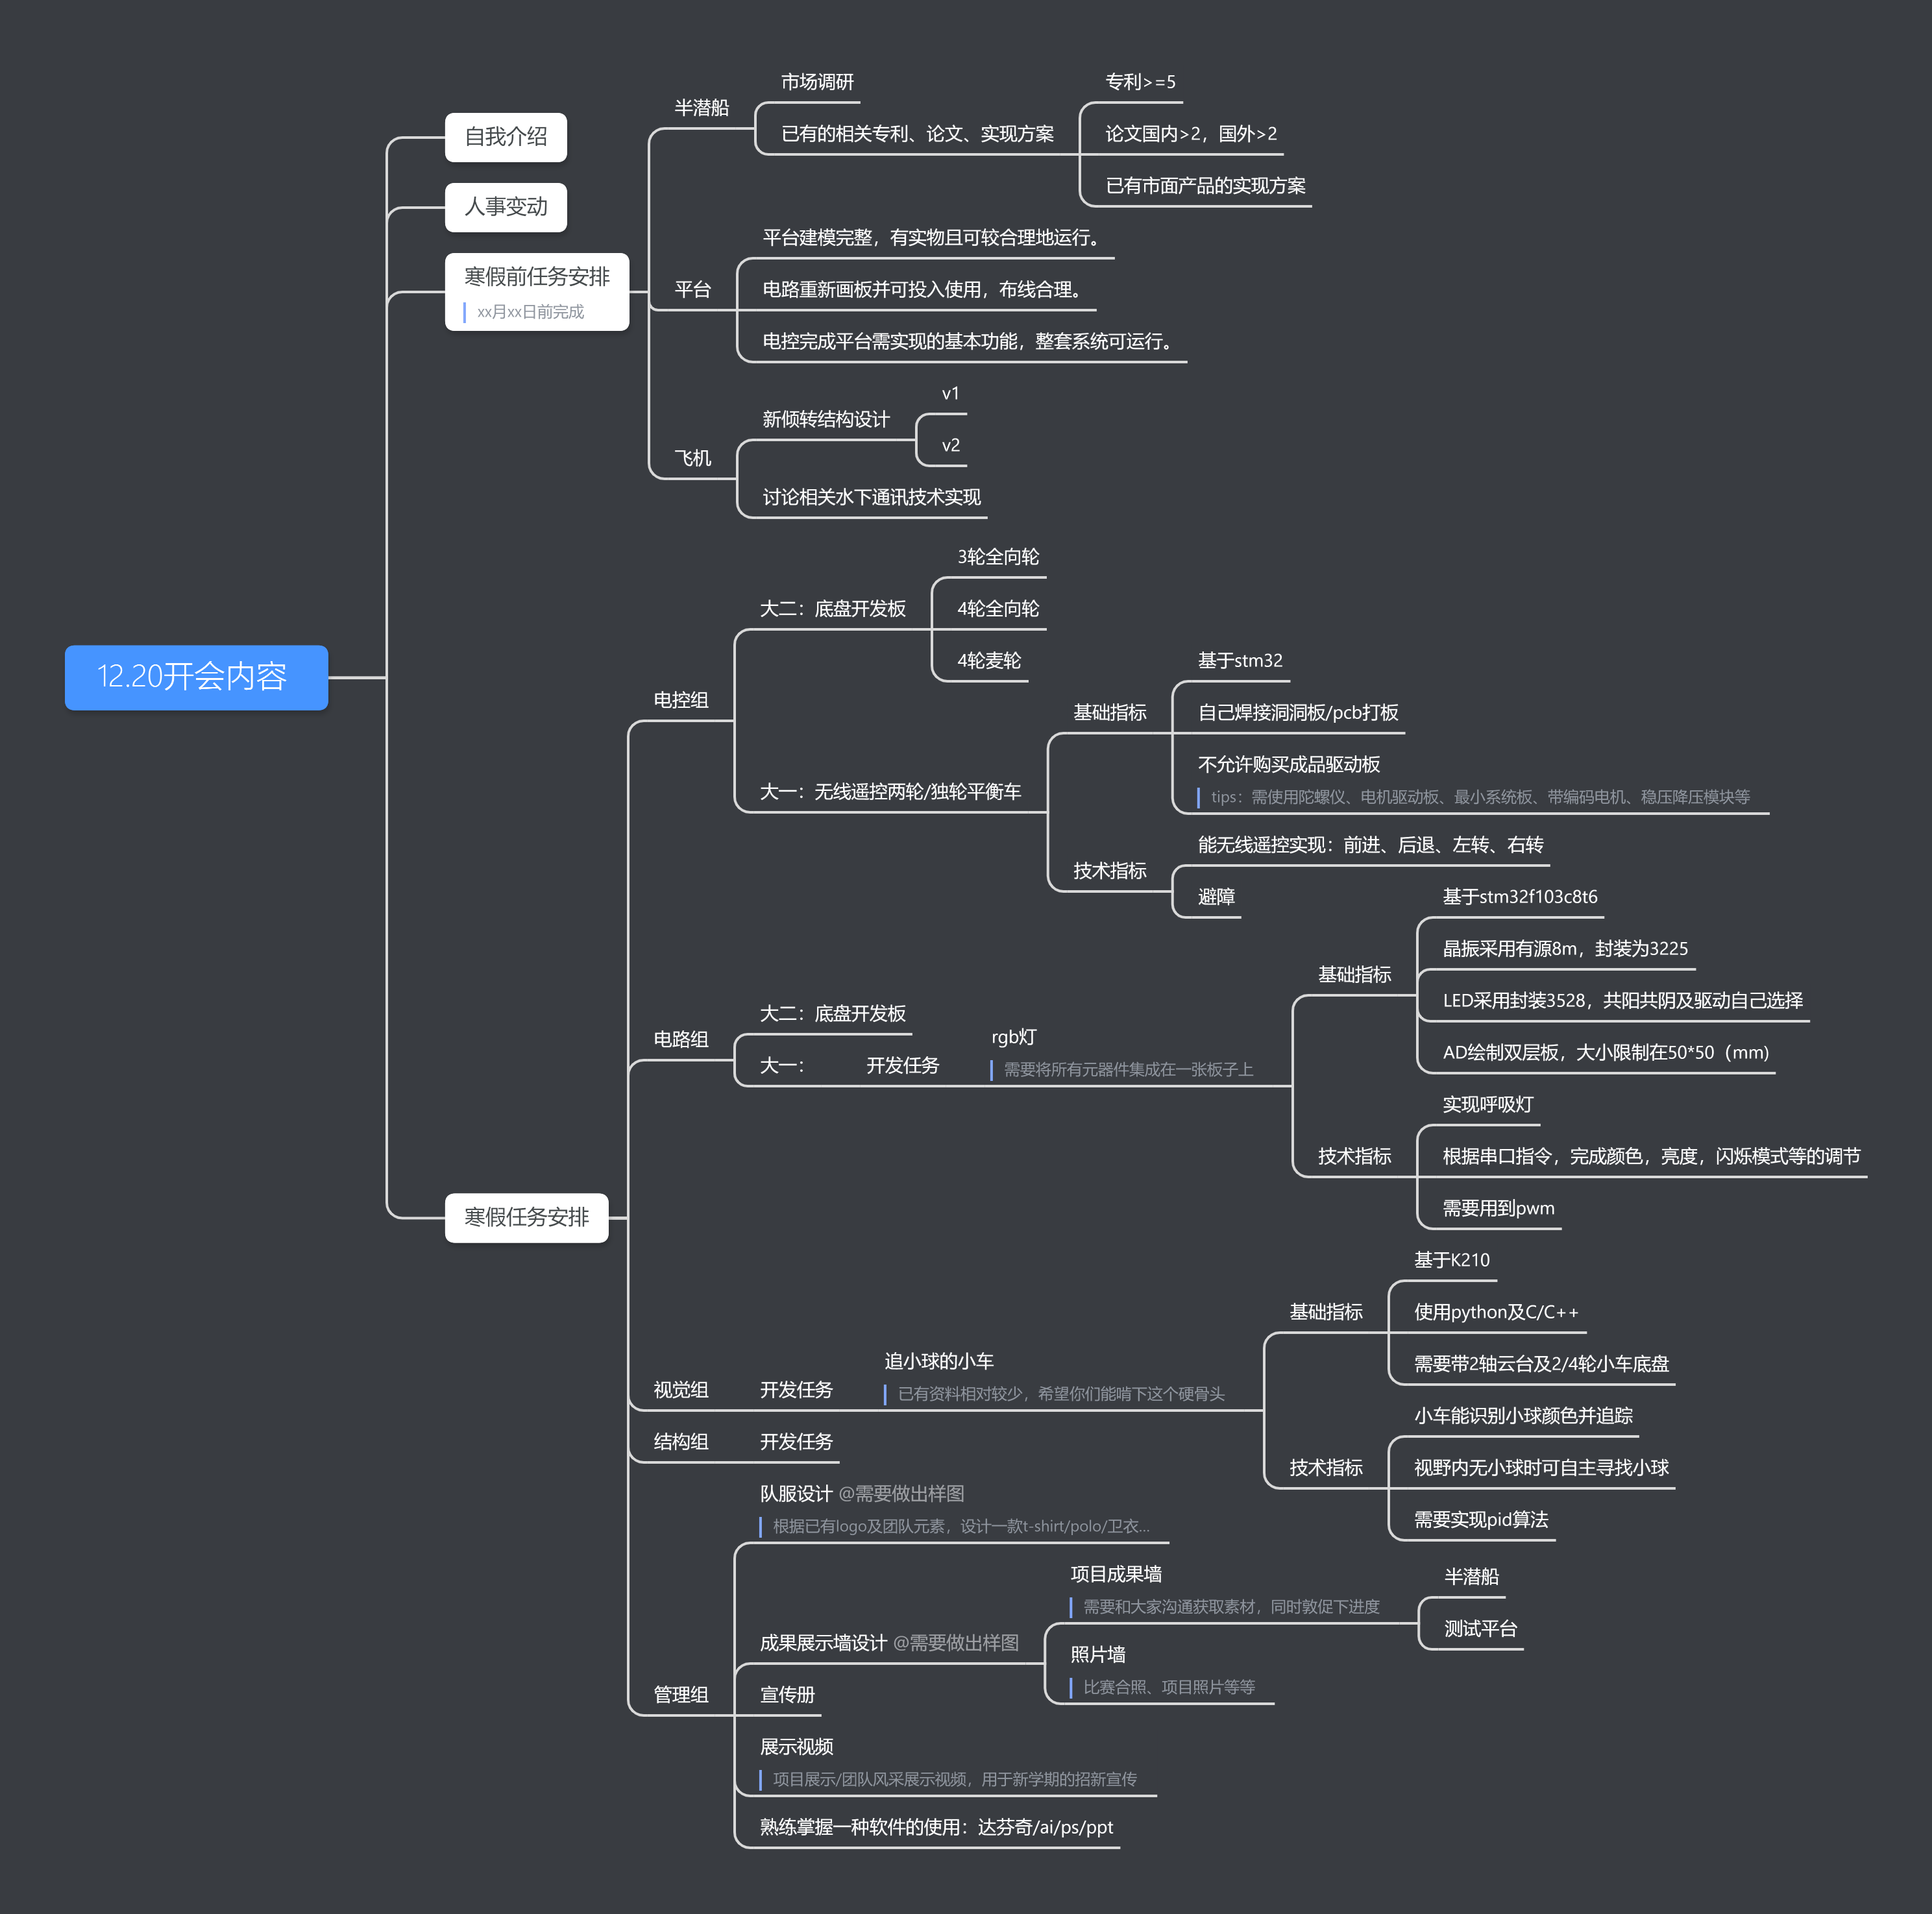 12.20开会内容
自我介绍
人事变动
寒假前任务安排
xx月xx日前完成
半潜船
市场调研
已有的相关专利、论文、实现方案
专利>=5
论文国内>2，国外>2
已有市面产品的实现方案
平台
平台建模完整，有实物且可较合理地运行。
电路重新画板并可投入使用，布线合理。
电控完成平台需实现的基本功能，整套系统可运行。
飞机
新倾转结构设计
v1
v2
讨论相关水下通讯技术实现
寒假任务安排
电控组
大二：底盘开发板
3轮全向轮
4轮全向轮
4轮麦轮
大一：无线遥控两轮/独轮平衡车
基础指标
基于stm32
自己焊接洞洞板/pcb打板
不允许购买成品驱动板
tips：需使用陀螺仪、电机驱动板、最小系统板、带编码电机、稳压降压模块等
技术指标
能无线遥控实现：前进、后退、左转、右转
避障
电路组
大二：底盘开发板
大一：
开发任务
rgb灯
需要将所有元器件集成在一张板子上
基础指标
基于stm32f103c8t6
晶振采用有源8m，封装为3225
LED采用封装3528，共阳共阴及驱动自己选择
AD绘制双层板，大小限制在50*50（mm)
技术指标
实现呼吸灯
根据串口指令，完成颜色，亮度，闪烁模式等的调节
需要用到pwm
视觉组
开发任务
追小球的小车
已有资料相对较少，希望你们能啃下这个硬骨头
基础指标
基于K210
使用python及C/C++
需要带2轴云台及2/4轮小车底盘
技术指标
小车能识别小球颜色并追踪
视野内无小球时可自主寻找小球
需要实现pid算法
结构组
开发任务
管理组
队服设计 @需要做出样图
根据已有logo及团队元素，设计一款t-shirt/polo/卫衣...
成果展示墙设计 @需要做出样图
项目成果墙
需要和大家沟通获取素材，同时敦促下进度
半潜船
测试平台
照片墙
比赛合照、项目照片等等
宣传册
展示视频
项目展示/团队风采展示视频，用于新学期的招新宣传
熟练掌握一种软件的使用：达芬奇/ai/ps/ppt